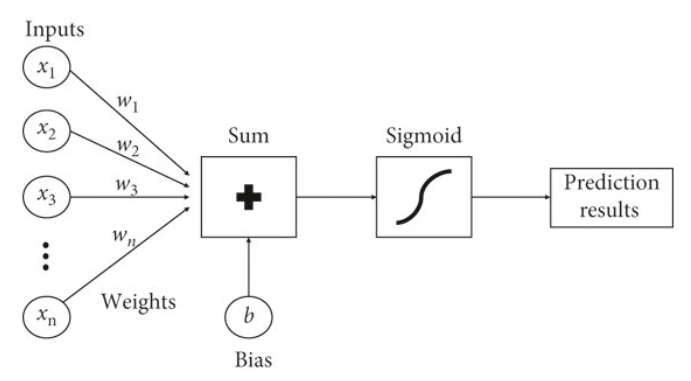 Inputs
x1
w1
x2
w2
Sum
Sigmoid
x3
w3
Prediction
results
wn
xn
Weights
b
Bias